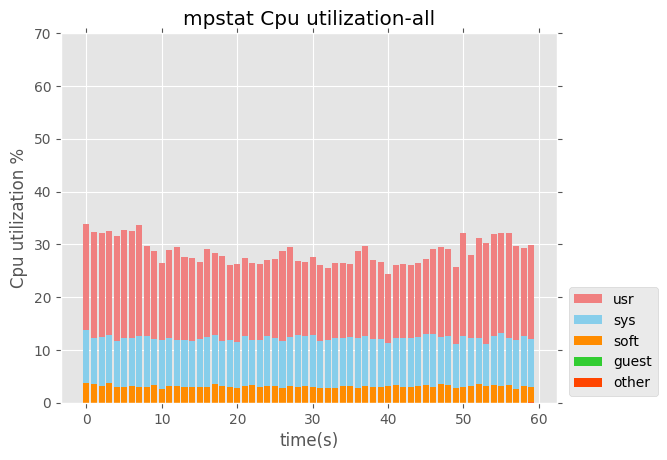 mpstat Cpu utilization-all
70
60
50
40
30
20
10
0
Cpu utilization %
0 10 20 30 40 50 60
time(s)
usr
sys
soft
guest
other